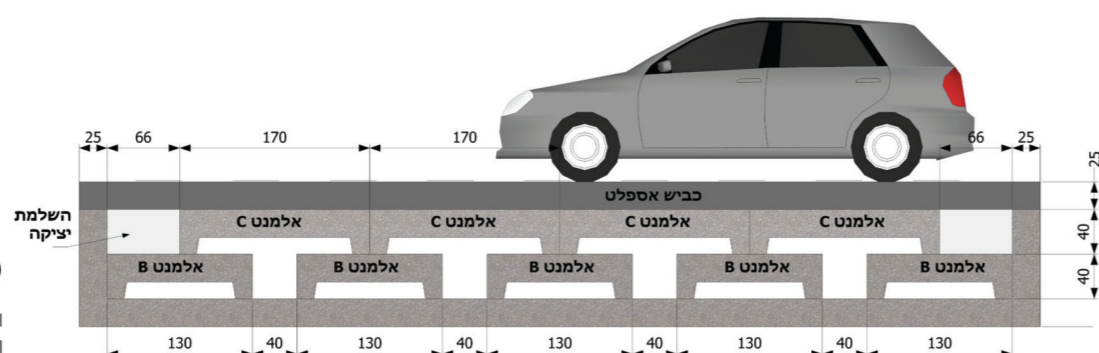 25 66 170 170 66 25
25
כביש אספלט
השלמת
יציקה
אלמנט C אלמנט C אלמנט C אלמנט C
40
אלמנט B אלמנט B אלמנט B אלמנט B אלמנט B
40
130 40 130 40 130 40 130 40 130